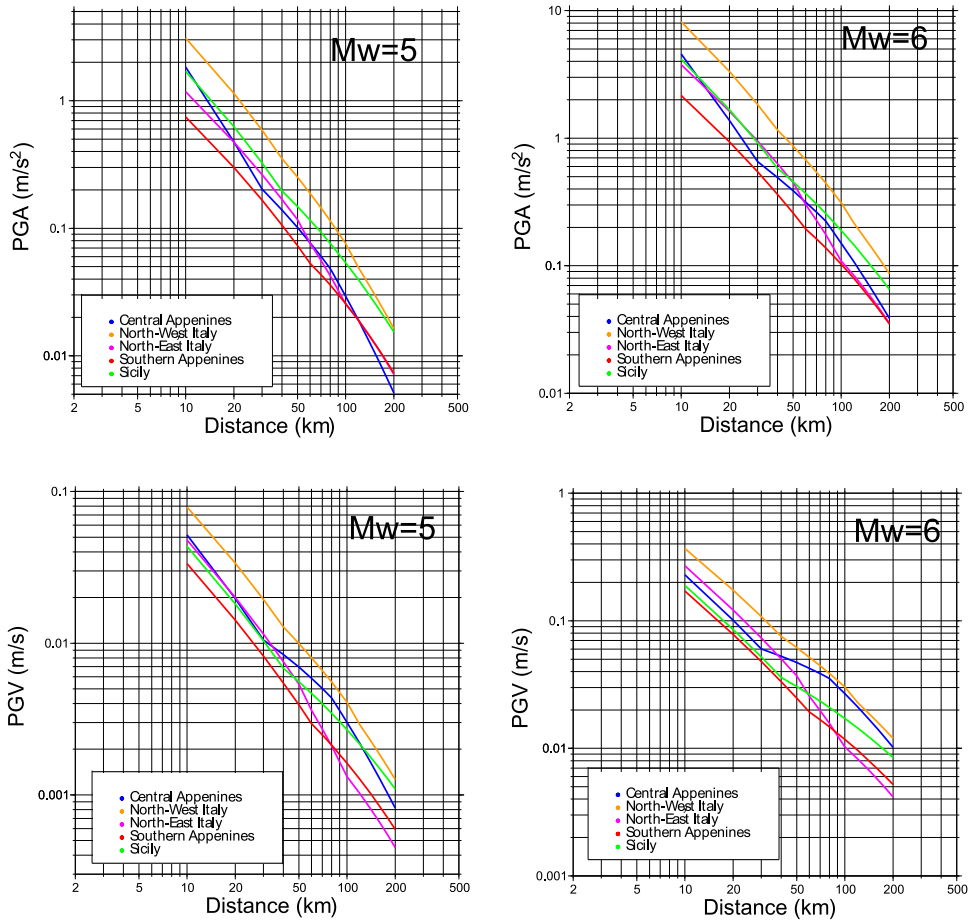 Mw=5
PGA (m/s²)
1
0.1
0.01
Central Appenines
North-West Italy
North-East Italy
Southern Appenines
Sicily
2 5 10 20 50 100 200 500
Distance (km)
Mw=6
PGA (m/s²)
10
1
0.1
0.01
Central Appenines
North-West Italy
North-East Italy
Southern Appenines
Sicily
2 5 10 20 50 100 200 500
Distance (km)
Mw=5
PGV (m/s)
0.1
0.01
0.001
Central Appenines
North-West Italy
North-East Italy
Southern Appenines
Sicily
2 5 10 20 50 100 200 500
Distance (km)
Mw=6
PGV (m/s)
1
0.1
0.01
0.001
Central Appenines
North-West Italy
North-East Italy
Southern Appenines
Sicily
2 5 10 20 50 100 200 500
Distance (km)